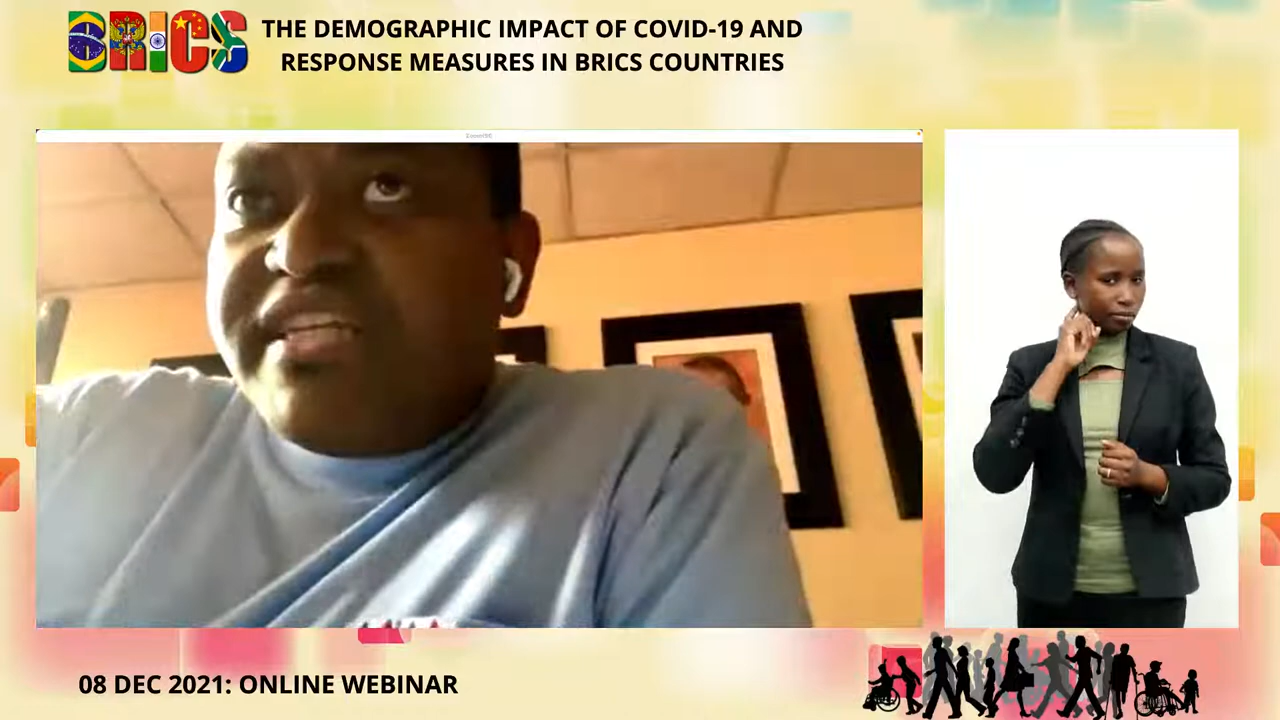 BRICS
THE DEMOGRAPHIC IMPACT OF COVID-19 AND
RESPONSE MEASURES IN BRICS COUNTRIES
08 DEC 2021: ONLINE WEBINAR